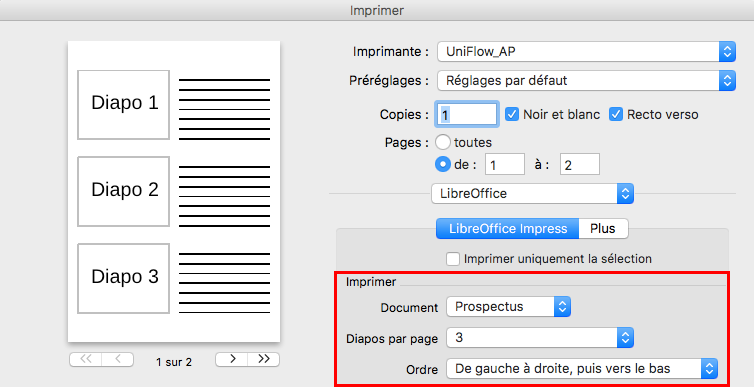 Imprimer
Imprimante : UniFlow_AP
Préréglages : Réglages par défaut
Copies : 1 Noir et blanc Recto verso
Pages : toutes
de : 1 à : 2
LibreOffice
LibreOffice Impress Plus
Imprimer uniquement la sélection
Imprimer
Document Prospectus
Diapos par page 3
Ordre De gauche à droite, puis vers le bas
Diapo 1
Diapo 2
Diapo 3
1 sur 2